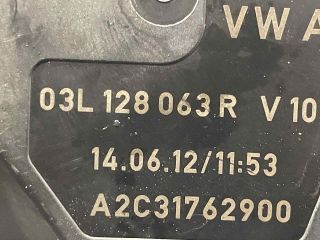 VW A
03L 128 063 R V 10
14.06.12/11:53
A2C31762900